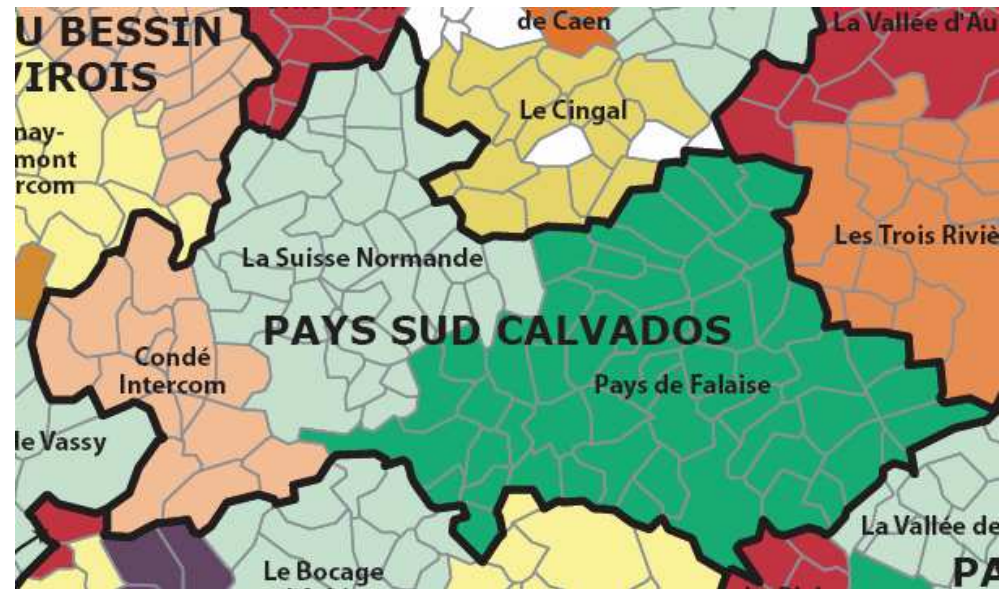 U BESSIN
VIROIS
de Caen
La Vallée d'Au
Le Cingal
nay-
mont
rcom
La Suisse Normande
Les Trois Riviè
PAYS SUD CALVADOS
Condé
Intercom
Pays de Falaise
le Vassy
La Vallée de
Le Bocage
PA